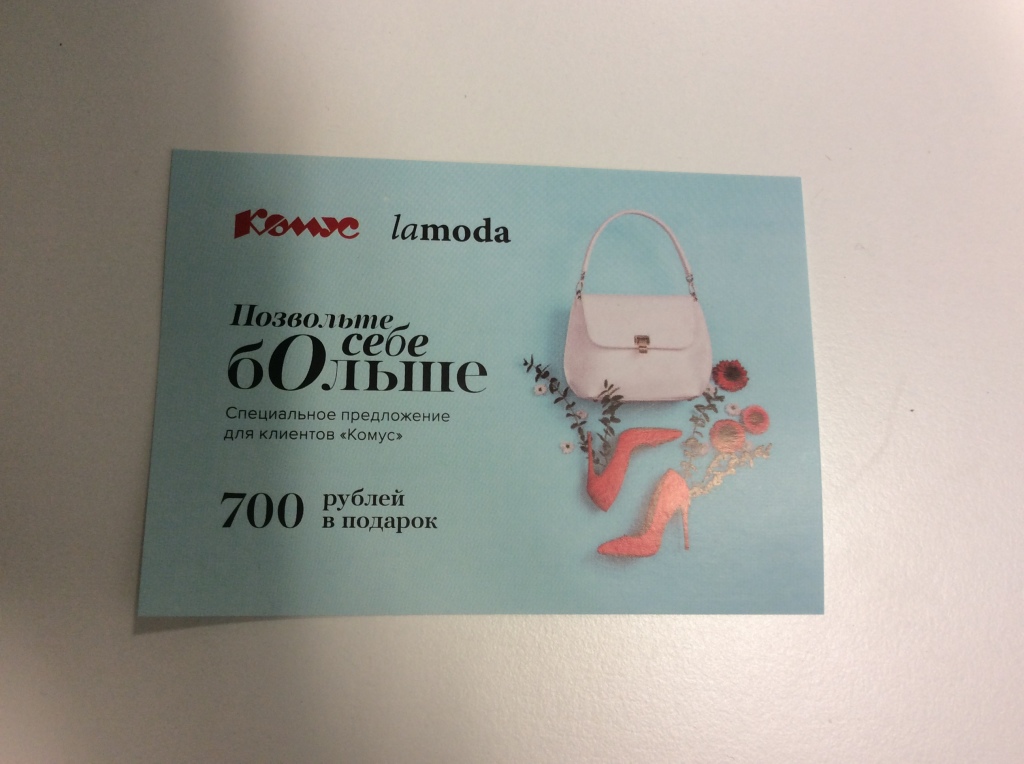 Комус lamoda
Позвольте
себе
бОльше
Специальное предложение
для клиентов «Комус»
700 рублей
в подарок